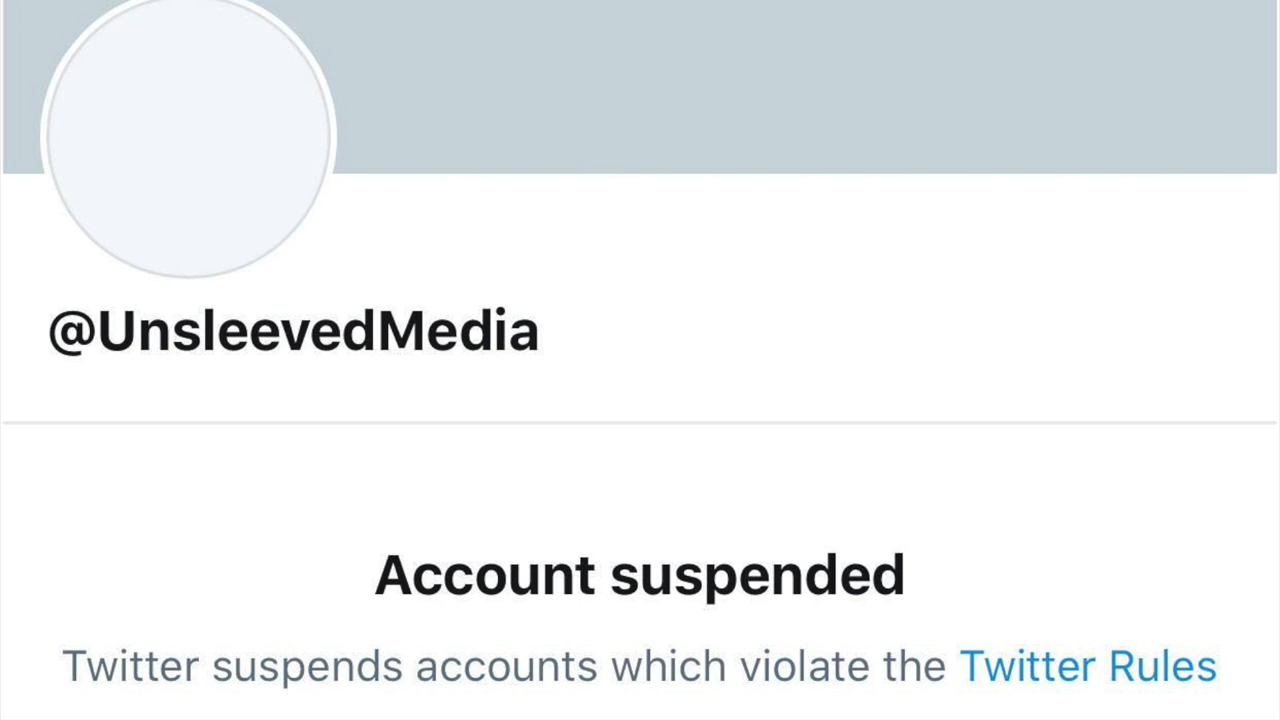 @UnsleevedMedia
Account suspended
Twitter suspends accounts which violate the Twitter Rules